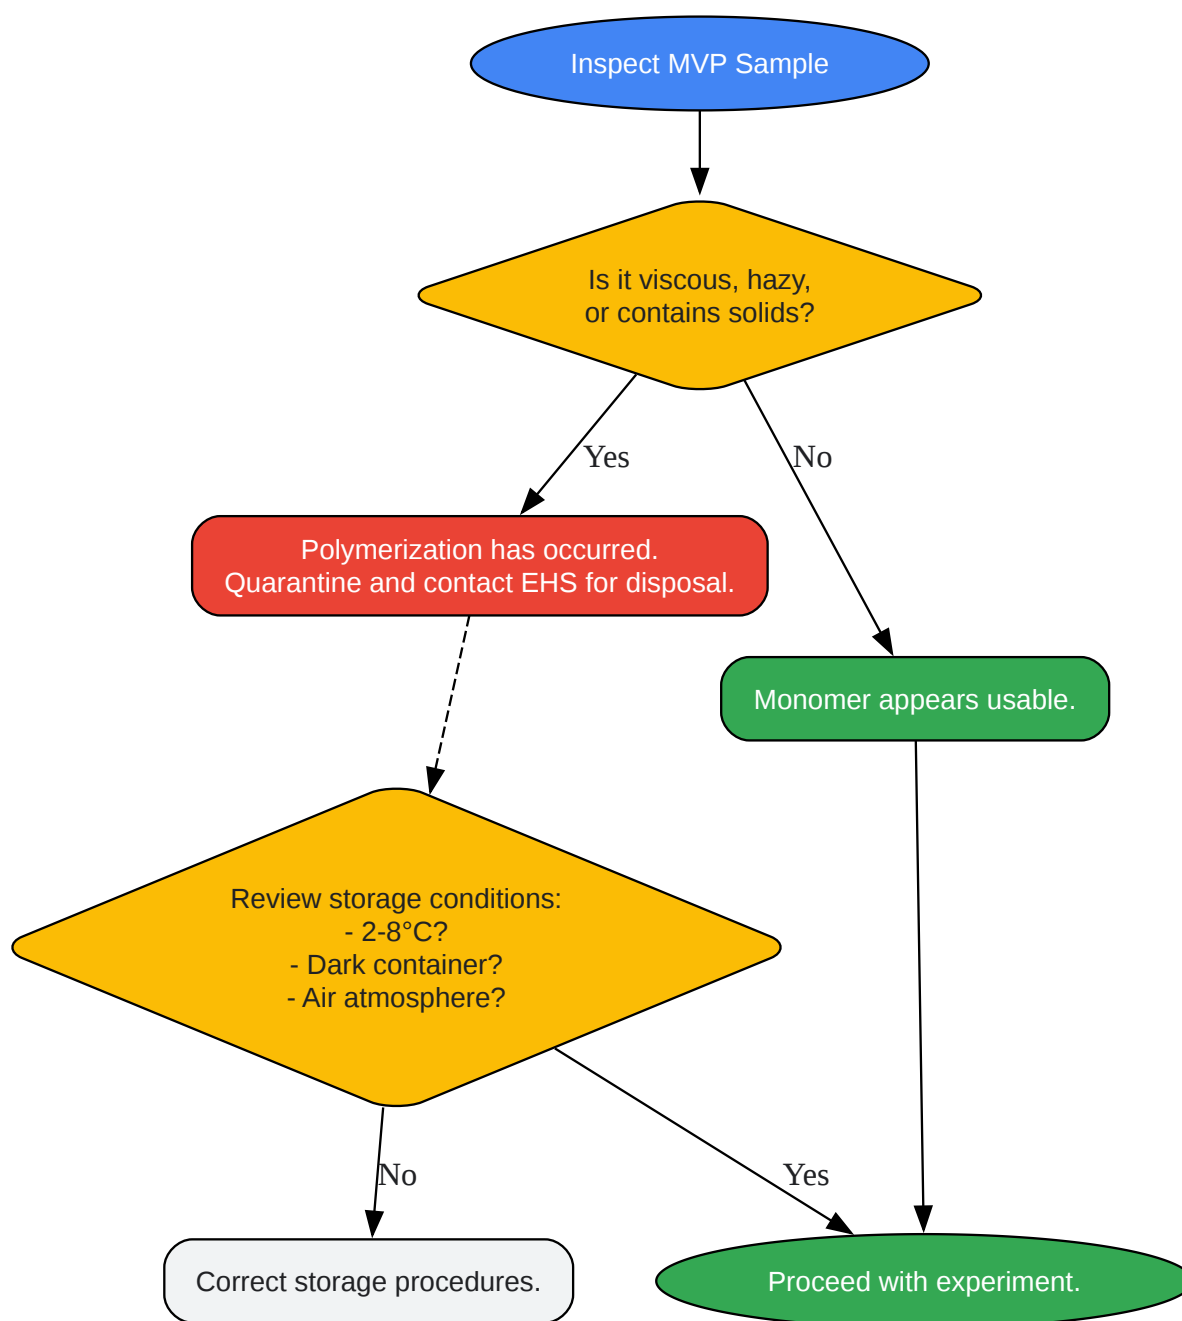 Inspect MVP Sample
Is it viscous, hazy,
or contains solids?
Yes
No
Polymerization has occurred.
Quarantine and contact EHS for disposal.
Monomer appears usable.
Review storage conditions:
- 2-8°C?
- Dark container?
- Air atmosphere?
No
Yes
Correct storage procedures.
Proceed with experiment.